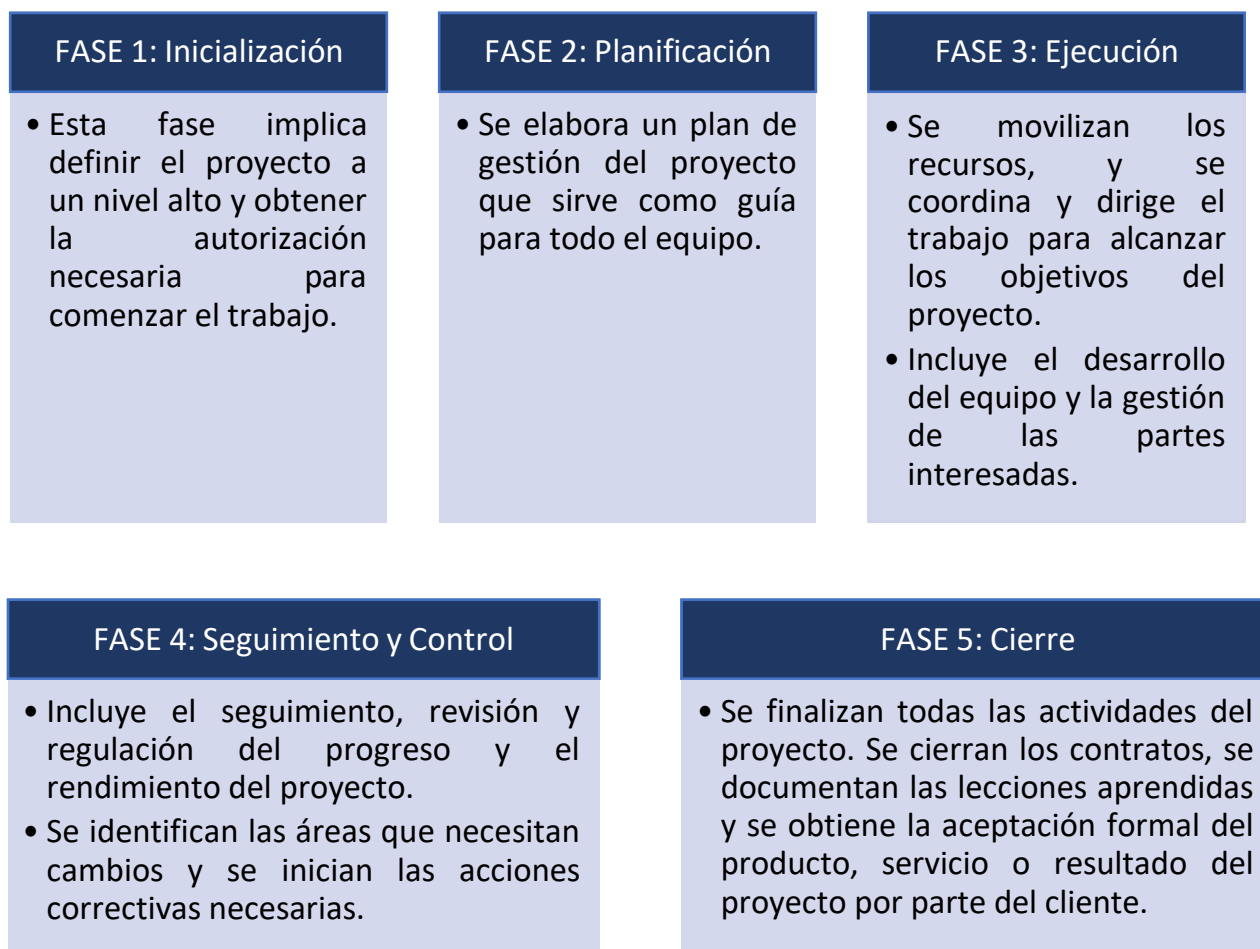 FASE 1: Inicialización
• Esta fase implica
definir el proyecto a
un nivel alto y obtener
la autorización
necesaria para
comenzar el trabajo.
FASE 2: Planificación
• Se elabora un plan de
gestión del proyecto
que sirve como guía
para todo el equipo.
FASE 3: Ejecución
• Se movilizan los
recursos, y se
coordina y dirige el
trabajo para alcanzar
los objetivos del
proyecto.
• Incluye el desarrollo
del equipo y la gestión
de las partes
interesadas.
FASE 4: Seguimiento y Control
• Incluye el seguimiento, revisión y
regulación del progreso y el
rendimiento del proyecto.
• Se identifican las áreas que necesitan
cambios y se inician las acciones
correctivas necesarias.
FASE 5: Cierre
• Se finalizan todas las actividades del
proyecto. Se cierran los contratos, se
documentan las lecciones aprendidas
y se obtiene la aceptación formal del
producto, servicio o resultado del
proyecto por parte del cliente.